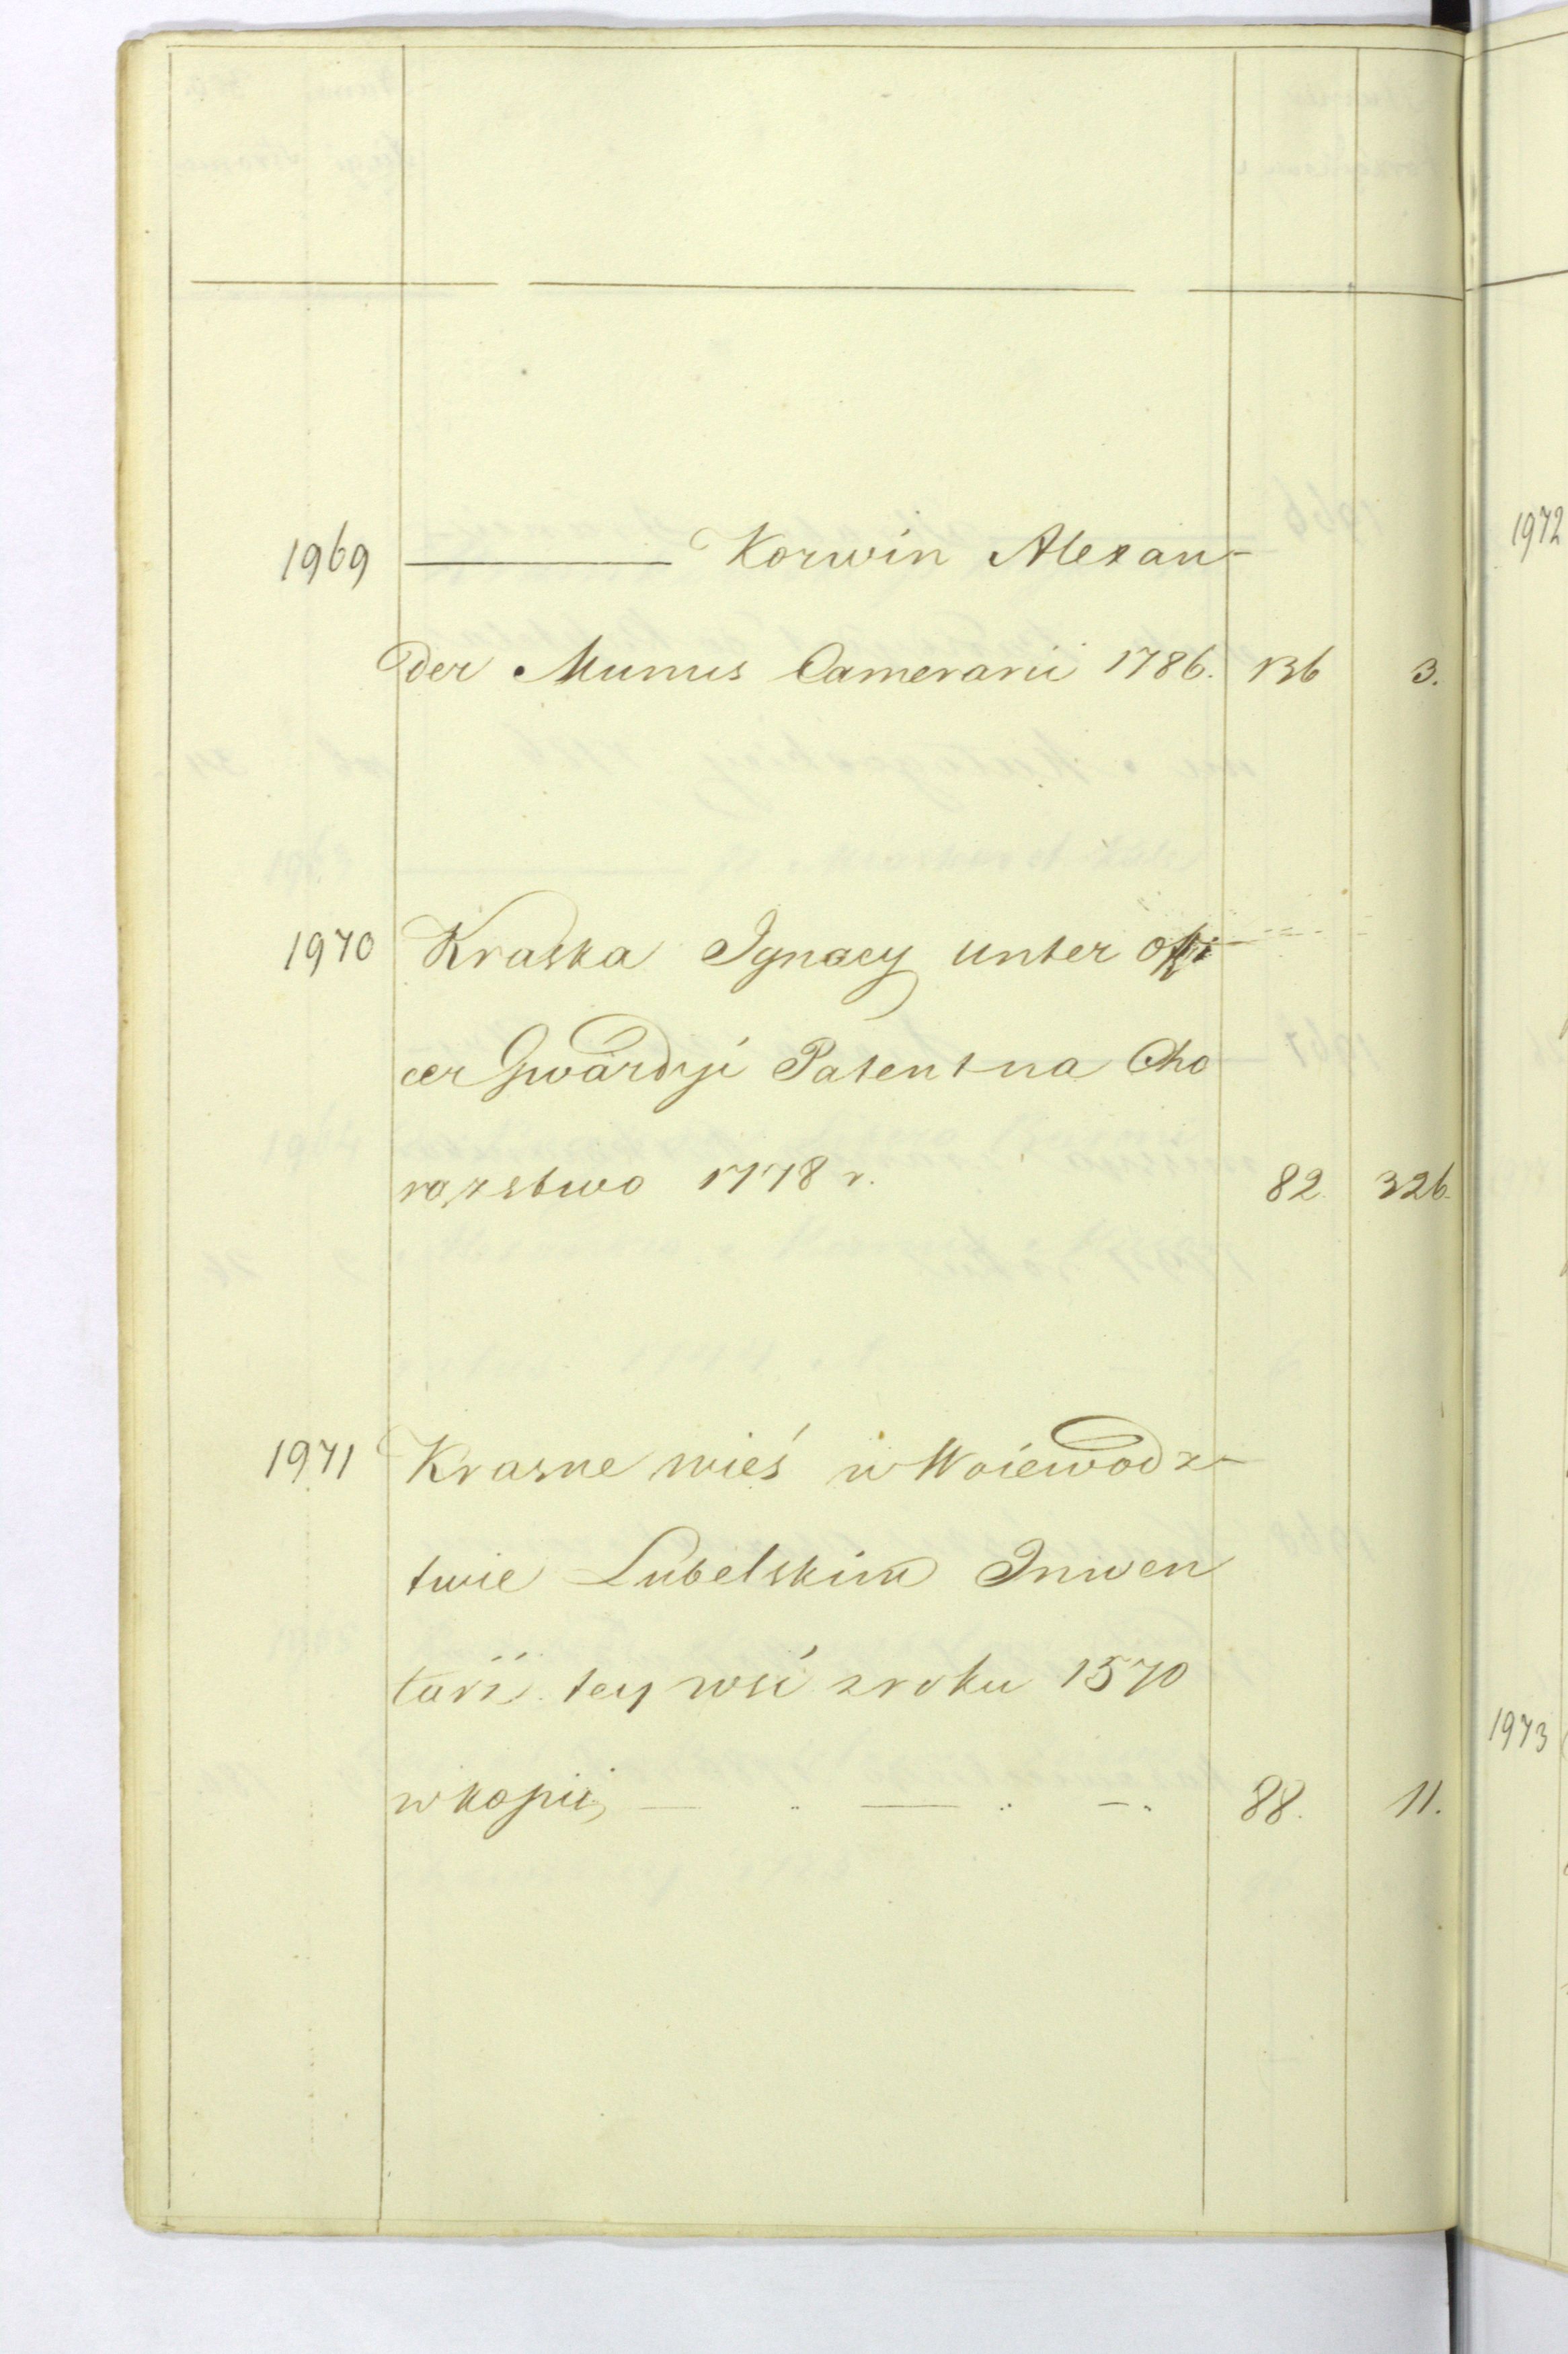 1969 ——— Korwin Alexan-
der Munus Camerarii 1786. 136 3.
1970 Kraska Ignacy unter offi-
cer Gwardyi Patent na Cho
rąztwo 1778 r. 82 326.
1971 Krasne wieś w Woiewodz-
twie Lubelskim Inwen
tarz tey wsi z roku 1570
w kopii, — .. — .. — .. 88. 11.
1972
1973